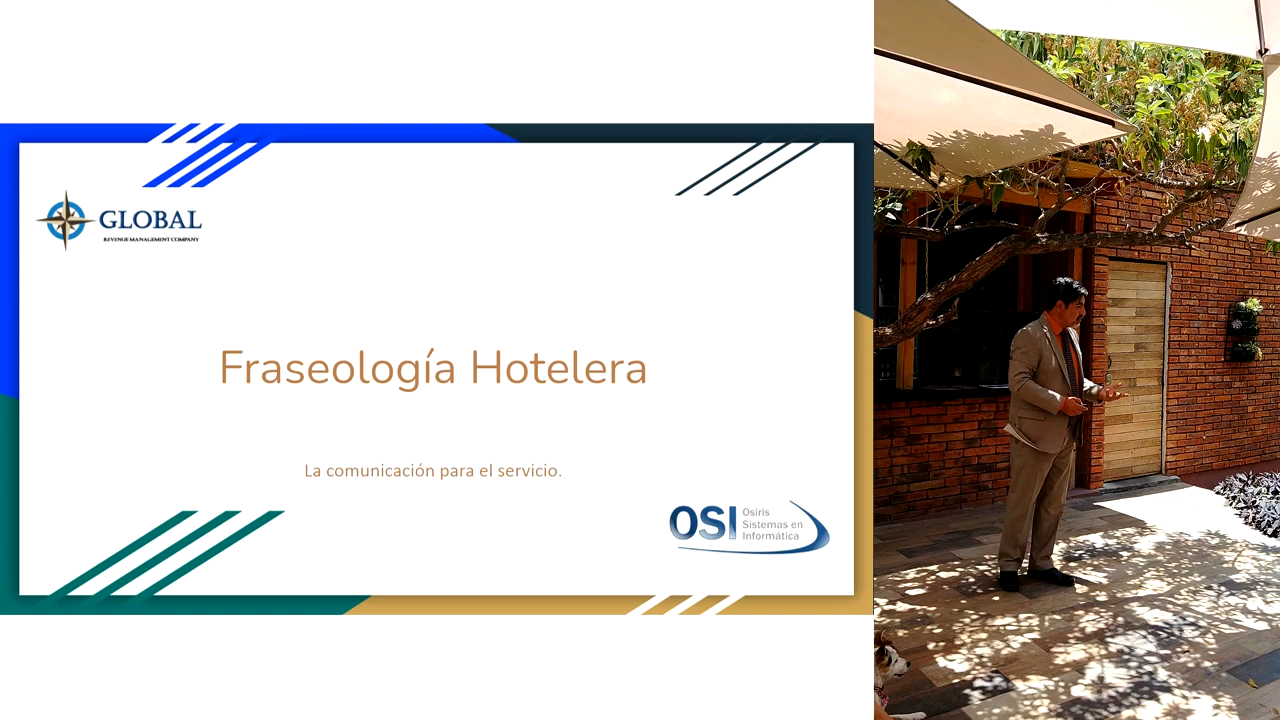 GLOBAL
REVENUE MANAGEMENT COMPANY
Fraseología Hotelera
La comunicación para el servicio.
OSI
Osiris
Sistemas en
Informática